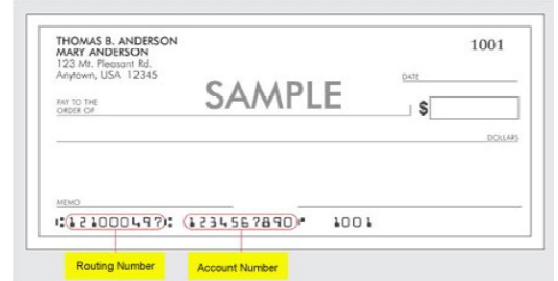 THOMAS B. ANDERSON
MARY ANDERSON
123 Mt. Pleasant Rd.
Anytown, USA 12345
1001
DATE
SAMPLE
PAY TO THE
ORDER OF
$
DOLLARS
MEMO
⑆121000497⑆ 1234567890⑈ 1001
Routing Number
Account Number